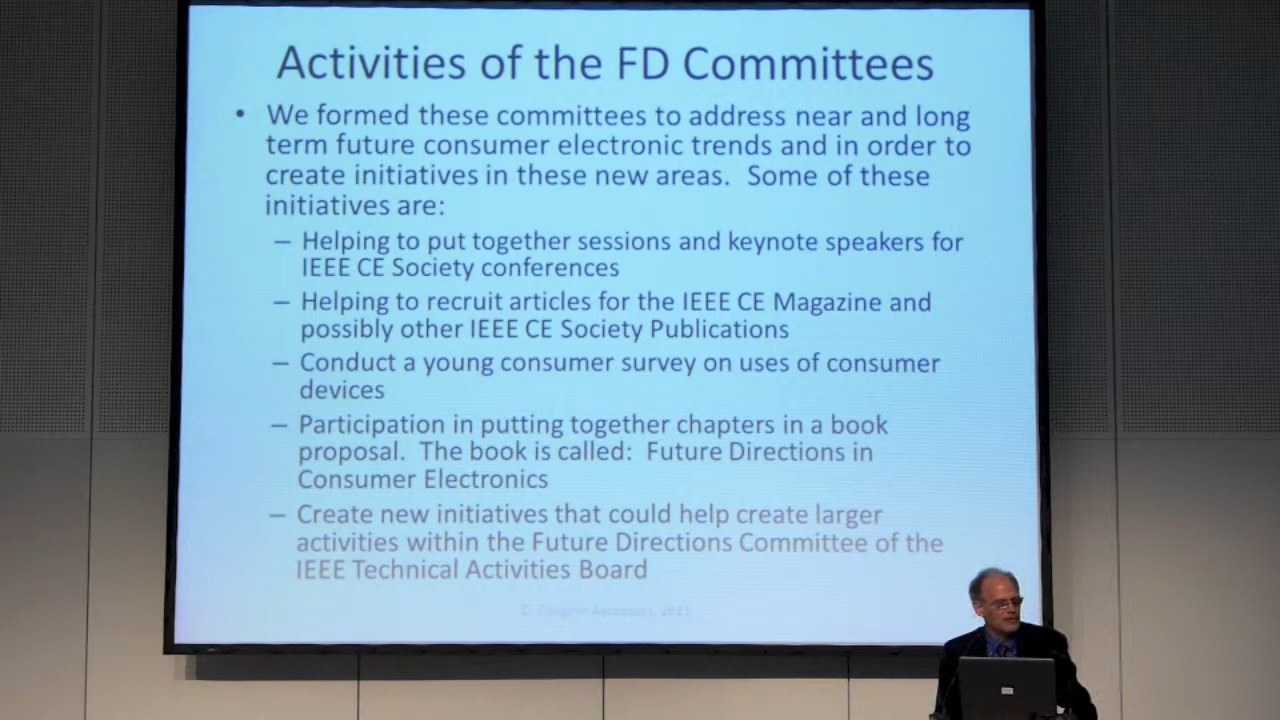 Activities of the FD Committees
• We formed these committees to address near and long
term future consumer electronic trends and in order to
create initiatives in these new areas.  Some of these
initiatives are:
– Helping to put together sessions and keynote speakers for
IEEE CE Society conferences
– Helping to recruit articles for the IEEE CE Magazine and
possibly other IEEE CE Society Publications
– Conduct a young consumer survey on uses of consumer
devices
– Participation in putting together chapters in a book
proposal.  The book is called:  Future Directions in
Consumer Electronics
– Create new initiatives that could help create larger
activities within the Future Directions Committee of the
IEEE Technical Activities Board